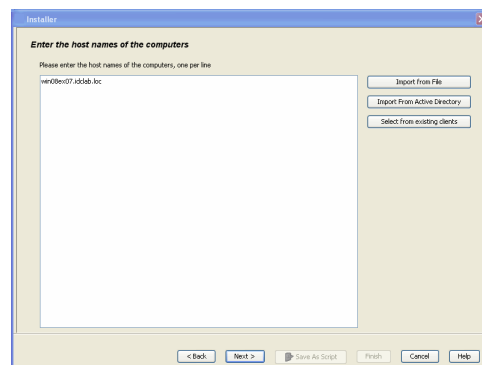 Installer
Enter the host names of the computers
Please enter the host names of the computers, one per line
win08ex07.idclab.loc
Import from File
Import From Active Directory
Select from existing clients
< Back
Next >
Save As Script
Finish
Cancel
Help